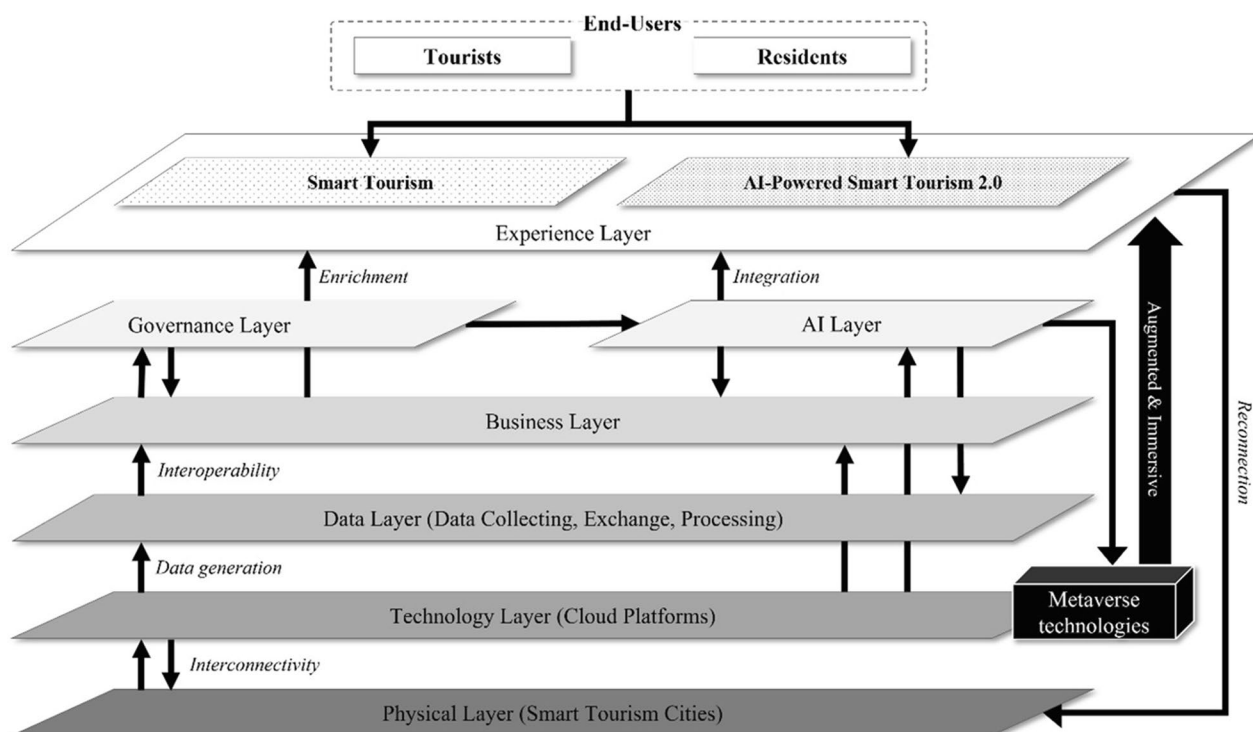 End-Users
Tourists
Residents
Smart Tourism
AI-Powered Smart Tourism 2.0
Experience Layer
Enrichment
Integration
Governance Layer
AI Layer
Augmented & Immersive
Reconnection
Business Layer
Interoperability
Data Layer (Data Collecting, Exchange, Processing)
Data generation
Technology Layer (Cloud Platforms)
Metaverse
technologies
Interconnectivity
Physical Layer (Smart Tourism Cities)